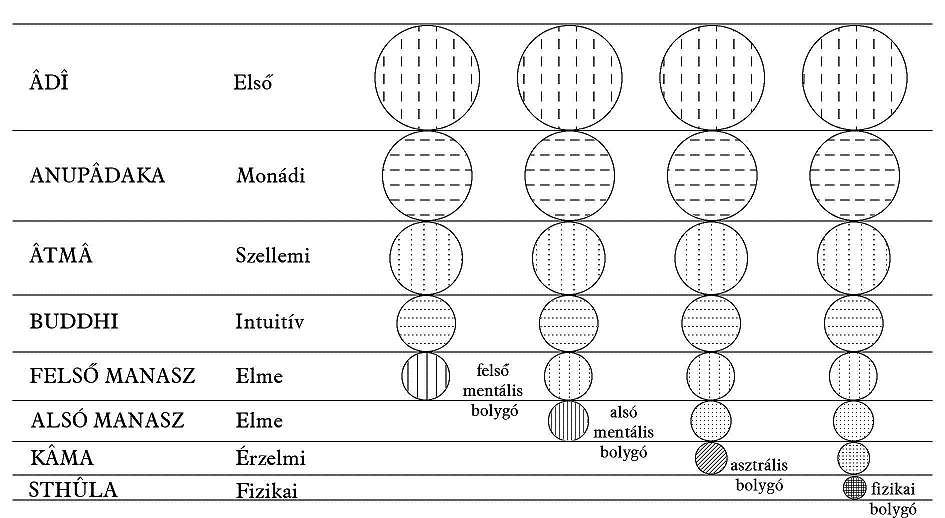 ÂDÎ Első
ANUPÂDAKA Monádi
ÂTMÂ Szellemi
BUDDHI Intuitív
FELSŐ MANASZ Elme
felső
mentális
bolygó
ALSÓ MANASZ Elme
alsó
mentális
bolygó
KÂMA Érzelmi
asztrális
bolygó
STHÛLA Fizikai
fizikai
bolygó